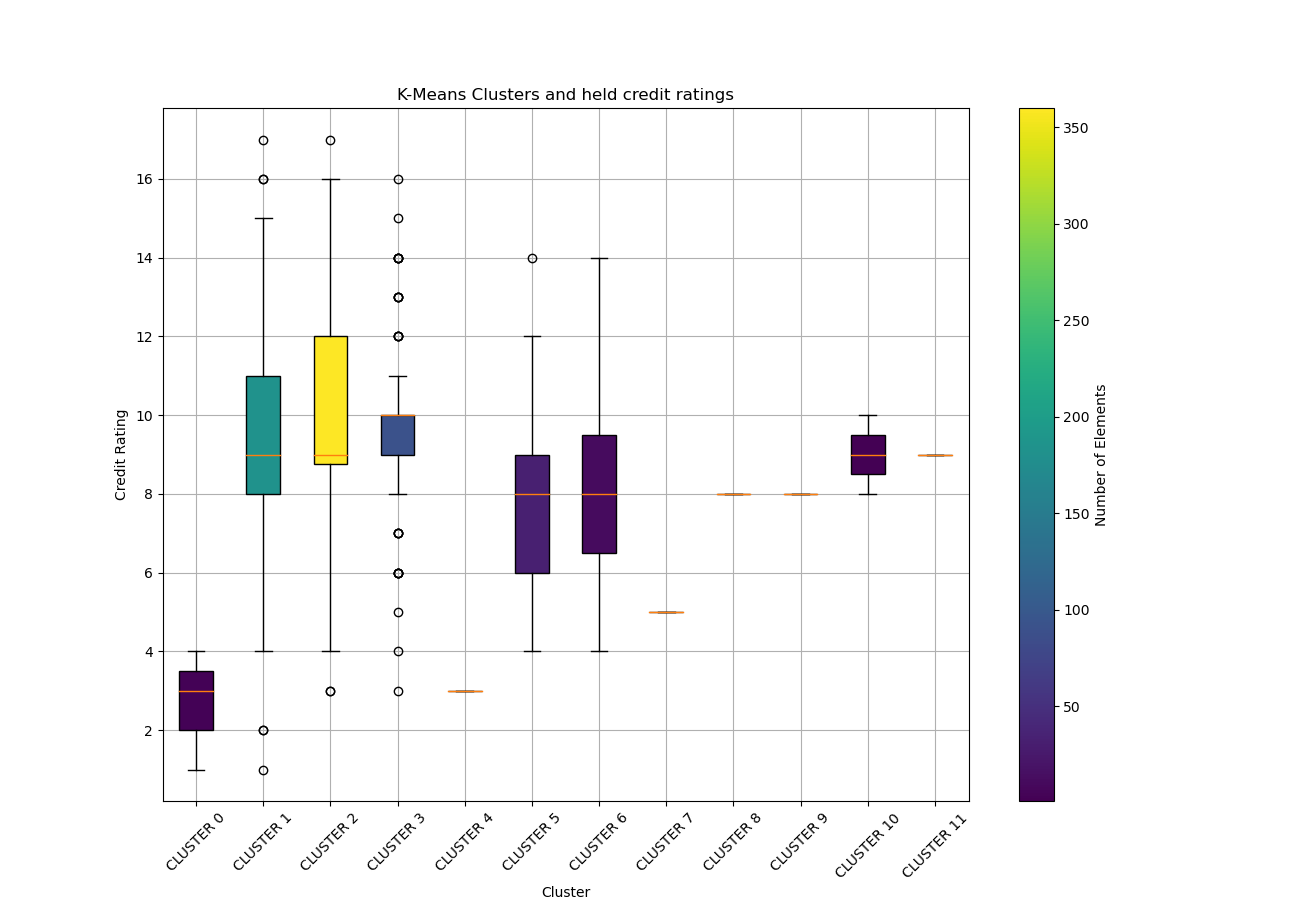 K-Means Clusters and held credit ratings
Credit Rating
16
14
12
10
8
6
4
2
CLUSTER 0
CLUSTER 1
CLUSTER 2
CLUSTER 3
CLUSTER 4
CLUSTER 5
CLUSTER 6
CLUSTER 7
CLUSTER 8
CLUSTER 9
CLUSTER 10
CLUSTER 11
Cluster
350
300
250
200
150
100
50
Number of Elements